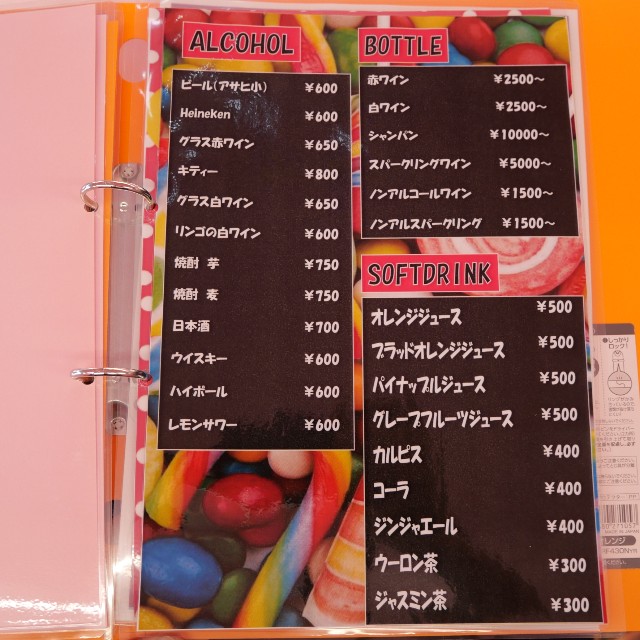 ALCOHOL
ビール(アサヒ小) ¥600
Heineken ¥600
グラス赤ワイン ¥650
キティー ¥800
グラス白ワイン ¥650
リンゴの白ワイン ¥600
焼酎 芋 ¥750
焼酎 麦 ¥750
日本酒 ¥700
ウイスキー ¥600
ハイボール ¥600
レモンサワー ¥600
BOTTLE
赤ワイン ¥2500~
白ワイン ¥2500~
シャンパン ¥10000~
スパークリングワイン ¥5000~
ノンアルコールワイン ¥1500~
ノンアルスパークリング ¥1500~
SOFTDRINK
オレンジジュース ¥500
ブラッドオレンジジュース ¥500
パイナップルジュース ¥500
グレープフルーツジュース ¥500
カルピス ¥400
コーラ ¥400
ジンジャエール ¥400
ウーロン茶 ¥300
ジャスミン茶 ¥300
しっかり
ロック!